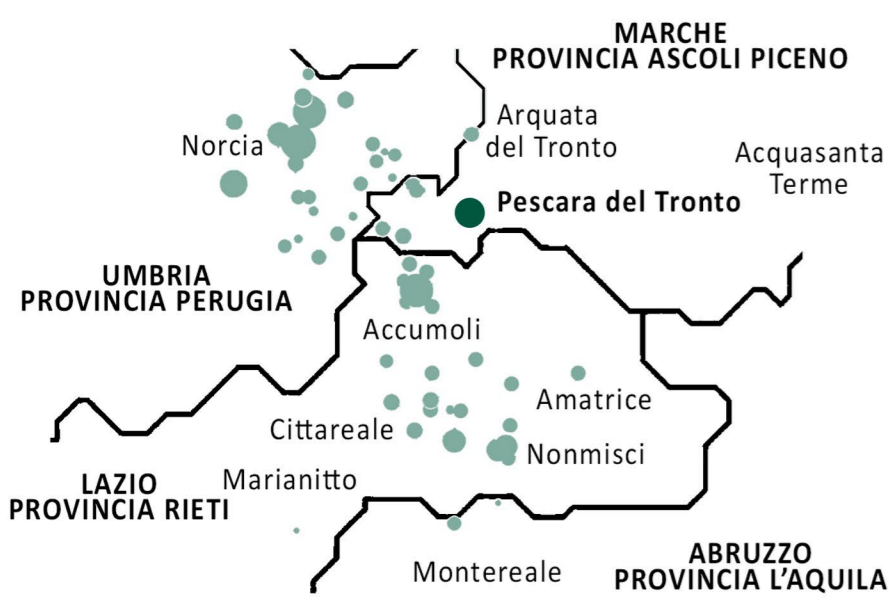 MARCHE
PROVINCIA ASCOLI PICENO
Arquata
del Tronto
Norcia
Acquasanta
Terme
Pescara del Tronto
UMBRIA
PROVINCIA PERUGIA
Accumoli
Amatrice
Cittareale
Nonmisci
Marianitto
LAZIO
PROVINCIA RIETI
Montereale
ABRUZZO
PROVINCIA L'AQUILA